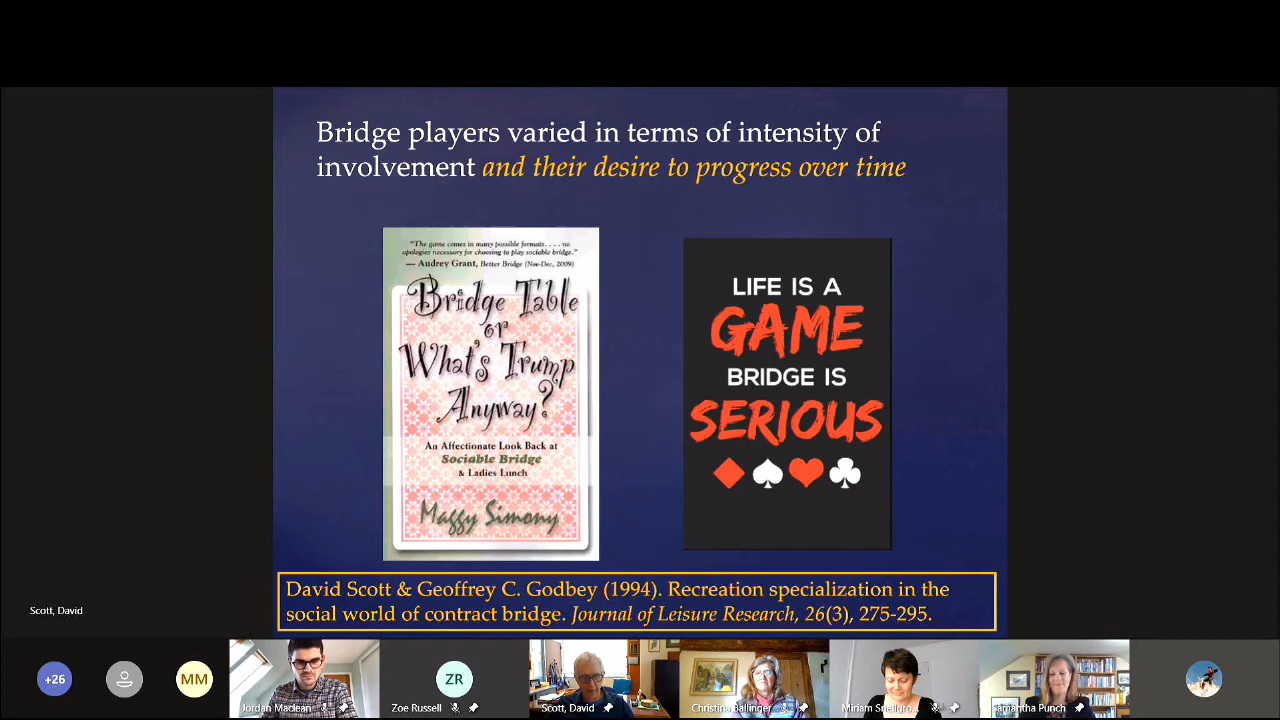 Bridge players varied in terms of intensity of
involvement and their desire to progress over time
"The game comes in many possible formats. . . . no
apologies necessary for choosing to play sociable bridge."
— Audrey Grant, Better Bridge (Nov-Dec, 2009)
Bridge Table
or
What's Trump
Anyway?
An Affectionate Look Back at
Sociable Bridge
& Ladies Lunch
Maggy Simony
LIFE IS A
GAME
BRIDGE IS
SERIOUS
David Scott & Geoffrey C. Godbey (1994). Recreation specialization in the
social world of contract bridge. Journal of Leisure Research, 26(3), 275-295.
Scott, David
+26
MM
Jordan Maclean
ZR
Zoe Russell
Scott, David
Christina Ballinger
Miriam Snellgro...
Samantha Punch